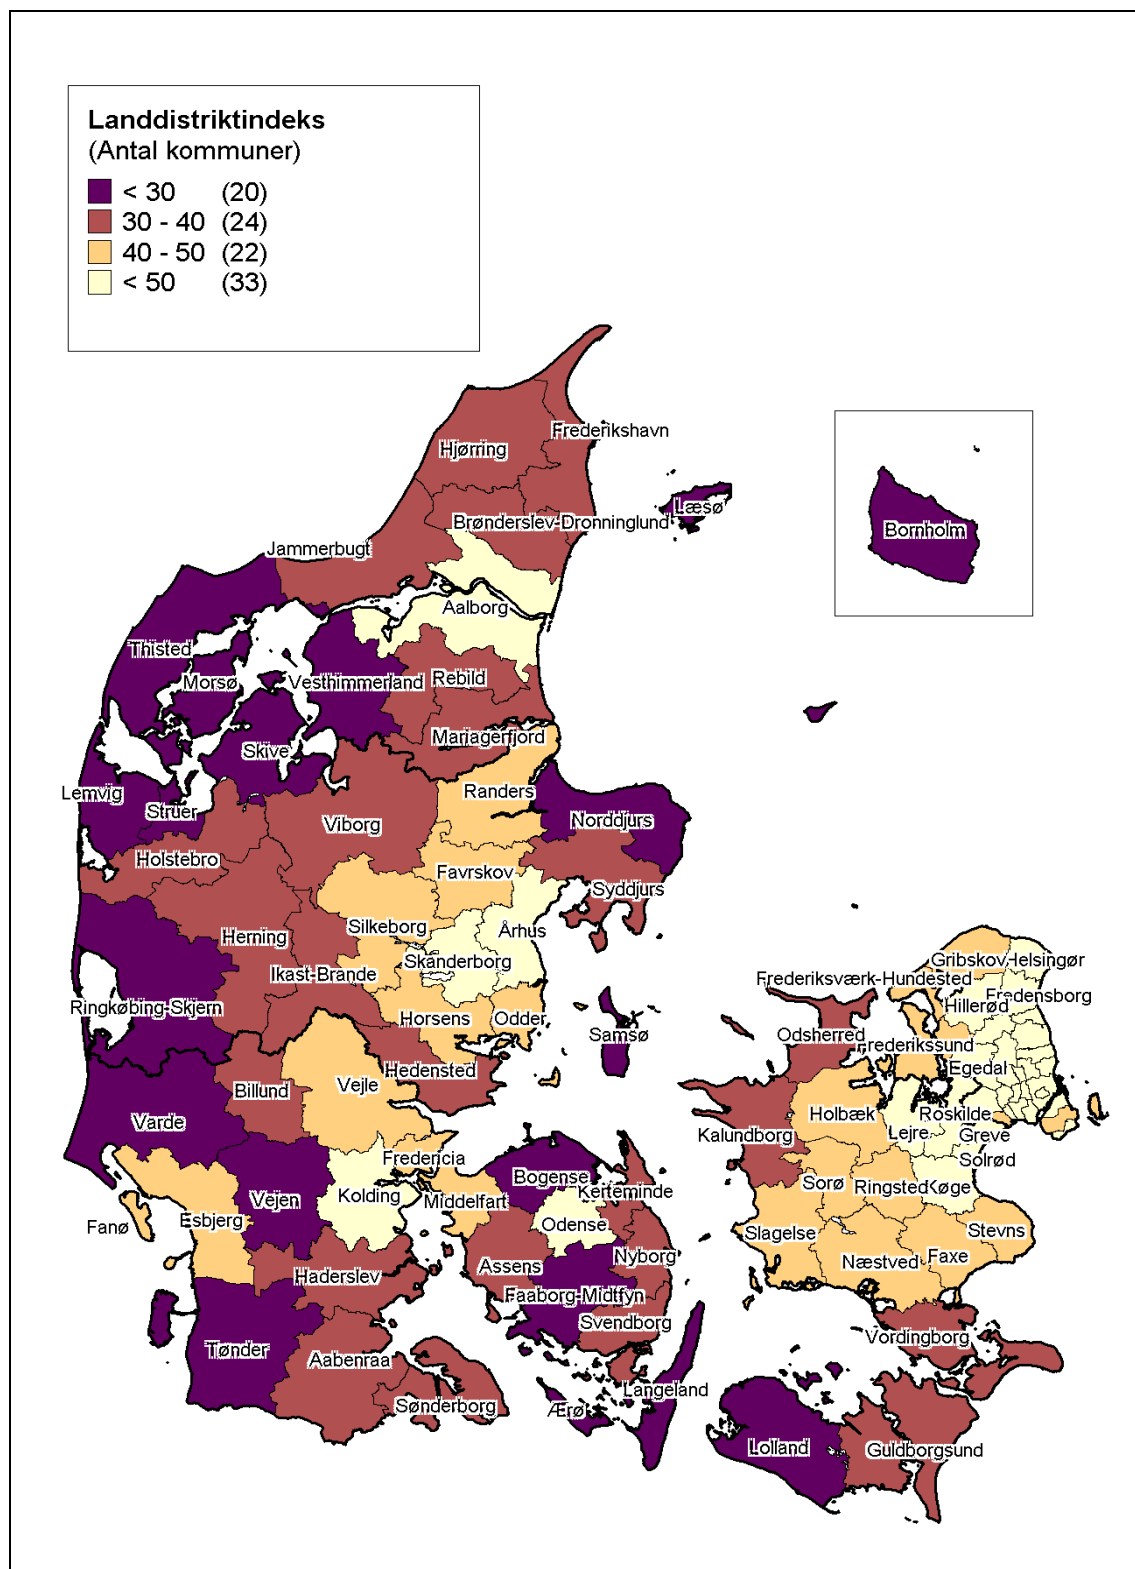 Landdistriktindeks
(Antal kommuner)
< 30 (20)
30 - 40 (24)
40 - 50 (22)
< 50 (33)
Frederikshavn
Hjørring
Læsø
Brønderslev-Dronninglund
Bornholm
Jammerbugt
Aalborg
Thisted
Rebild
Morsø
Vesthimmerland
Mariagerfjord
Skive
Randers
Lemvig
Struer
Norddjurs
Viborg
Holstebro
Favrskov
Syddjurs
Silkeborg
Århus
Herning
Skanderborg
Gribskov
Helsingør
Ikast-Brande
Frederiksværk-Hundested
Fredensborg
Hillerød
Ringkøbing-Skjern
Horsens
Odder
Samsø
Odsherred
Frederikssund
Hedensted
Egedal
Billund
Vejle
Varde
Holbæk
Roskilde
Kalundborg
Lejre
Greve
Fredericia
Solrød
Bogense
Vejen
Kolding
Middelfart
Kerteminde
Sorø
Ringsted
Køge
Fanø
Esbjerg
Odense
Slagelse
Stevns
Nyborg
Næstved
Faxe
Haderslev
Assens
Faaborg-Midtfyn
Svendborg
Vordingborg
Tønder
Aabenraa
Langeland
Sønderborg
Ærø
Lolland
Guldborgsund